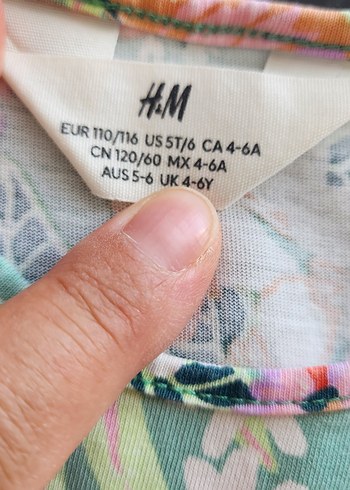 H&M
EUR 110/116 US 5T/6 CA 4-6A
CN 120/60 MX 4-6A
AUS 5-6 UK 4-6Y